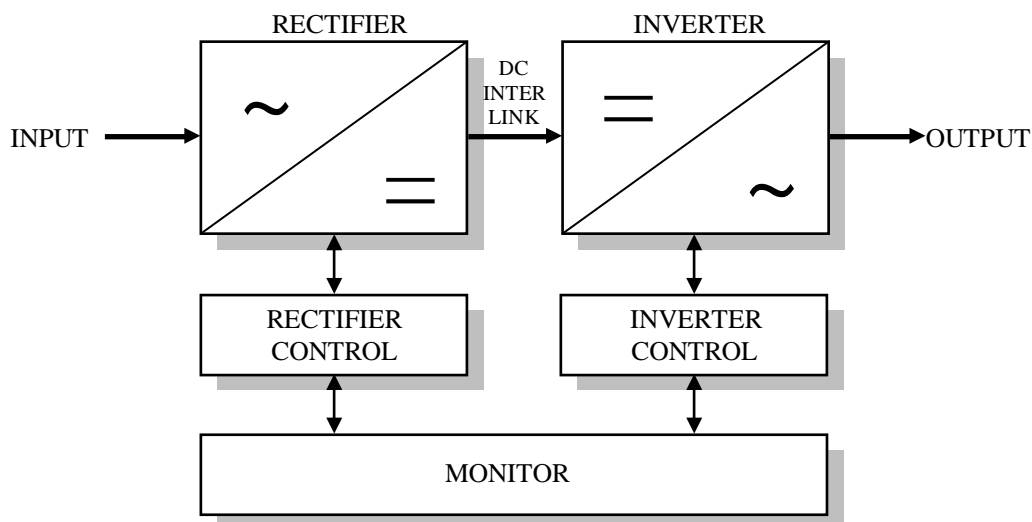 RECTIFIER
INVERTER
DC
INTER
LINK
~
=
=
~
INPUT
OUTPUT
RECTIFIER
CONTROL
INVERTER
CONTROL
MONITOR